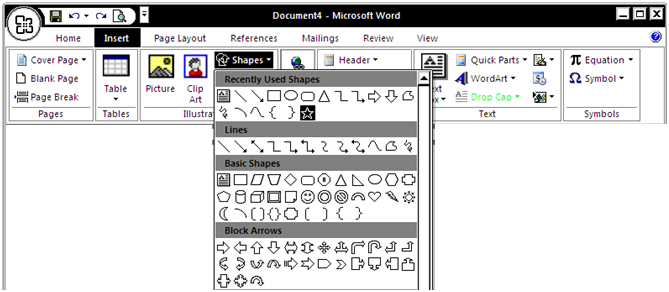 Document4 - Microsoft Word
Home Insert Page Layout References Mailings Review View
Cover Page Shapes Header Quick Parts Equation
Blank Page WordArt Symbol
Page Break Table Picture Clip Art Drop Cap
Pages Tables Text Symbols
Recently Used Shapes
Lines
Basic Shapes
Block Arrows